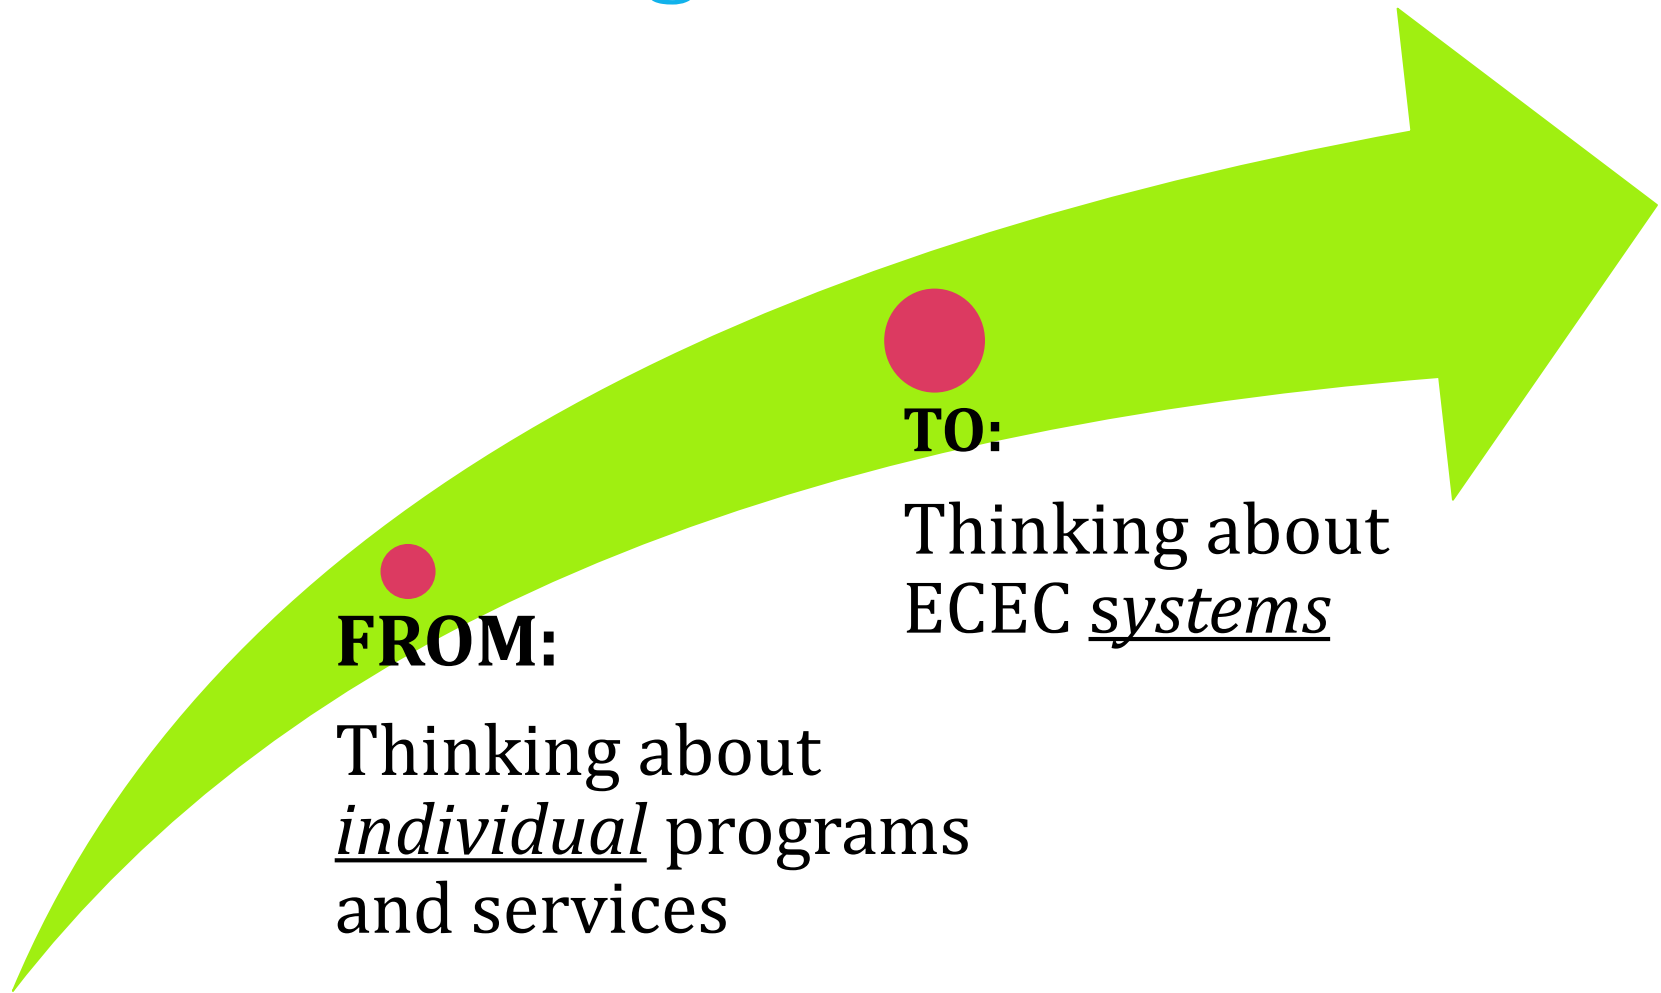 FROM:
Thinking about
individual programs
and services
TO:
Thinking about
ECEC systems